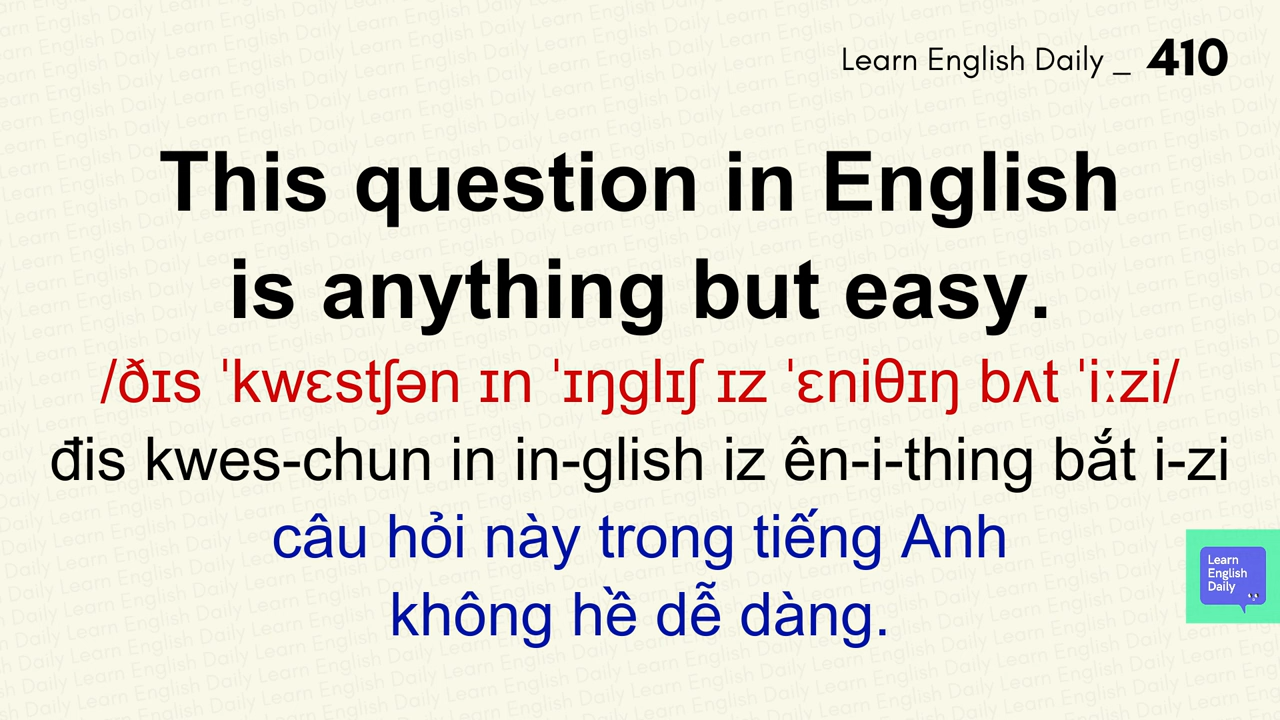 Learn English Daily _ 410
This question in English
is anything but easy.
/ðɪs ˈkwɛstʃən ɪn ˈɪŋglɪʃ ɪz ˈɛniθɪŋ bʌt ˈiːzi/
đis kwes-chun in in-glish iz ên-i-thing bắt i-zi
câu hỏi này trong tiếng Anh
không hề dễ dàng.
Learn
English
Daily